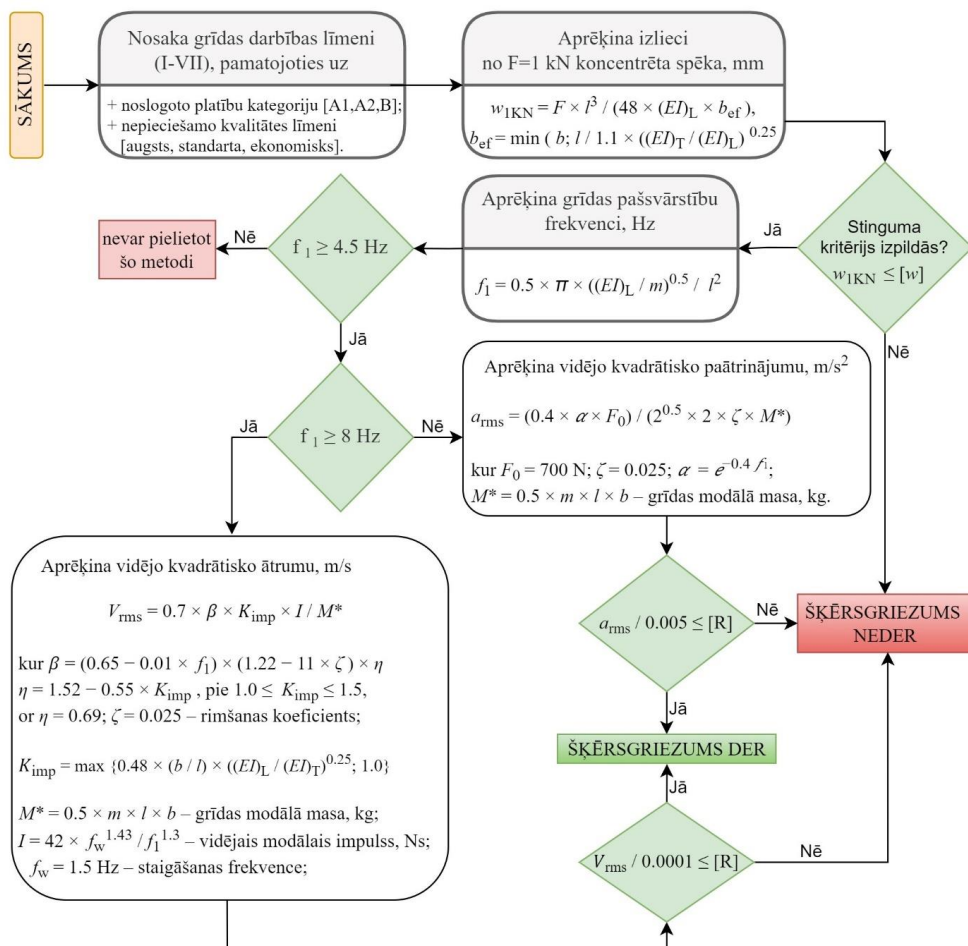 SĀKUMS
Nosaka grīdas darbības līmeni
(I-VII), pamatojoties uz
+ noslogoto platību kategoriju [A1,A2,B];
+ nepieciešamo kvalitātes līmeni
[augsts, standarta, ekonomisks].
Aprēķina izlieci
no F=1 kN koncentrēta spēka, mm
w1KN = F × l³ / (48 × (EI)L × bef ),
bef = min ( b; l / 1.1 × ((EI)T / (EI)L) ^0.25
Stinguma
kritērijs izpildās?
w1KN ≤ [w]
Jā
Nē
Aprēķina grīdas pašsvārstību
frekvenci, Hz
f1 = 0.5 × π × ((EI)L / m)^0.5 / l²
f 1 ≥ 4.5 Hz
Nē
nevar pielietot
šo metodi
Jā
f 1 ≥ 8 Hz
Jā
Nē
Aprēķina vidējo kvadrātisko paātrinājumu, m/s²
arms = (0.4 × α × F0) / (2^0.5 × 2 × ζ × M*)
kur F0 = 700 N; ζ = 0.025; α = e^−0.4 f1;
M* = 0.5 × m × l × b – grīdas modālā masa, kg.
Aprēķina vidējo kvadrātisko ātrumu, m/s
Vrms = 0.7 × β × Kimp × I / M*
kur β = (0.65 − 0.01 × f1) × (1.22 − 11 × ζ) × η
η = 1.52 − 0.55 × Kimp , pie 1.0 ≤ Kimp ≤ 1.5,
or η = 0.69; ζ = 0.025 – rimšanas koeficients;
Kimp = max {0.48 × (b / l) × ((EI)L / (EI)T)^0.25; 1.0}
M* = 0.5 × m × l × b – grīdas modālā masa, kg;
I = 42 × fw^1.43 / f1^1.3 – vidējais modālais impulss, Ns;
fw = 1.5 Hz – staigāšanas frekvence;
arms / 0.005 ≤ [R]
Nē
ŠĶĒRSGRIEZUMS
NEDER
Jā
ŠĶĒRSGRIEZUMS DER
Jā
Vrms / 0.0001 ≤ [R]
Nē